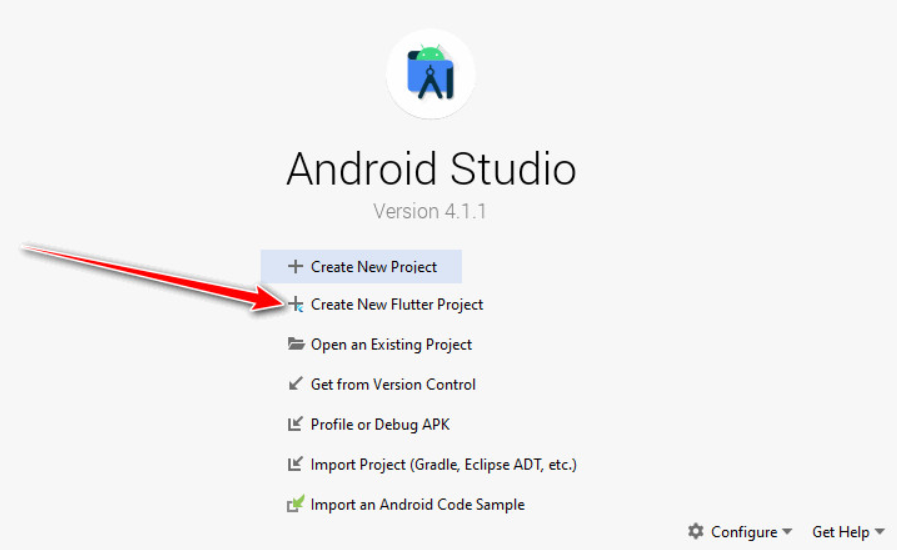 Android Studio
Version 4.1.1
Create New Project
Create New Flutter Project
Open an Existing Project
Get from Version Control
Profile or Debug APK
Import Project (Gradle, Eclipse ADT, etc.)
Import an Android Code Sample
Configure Get Help